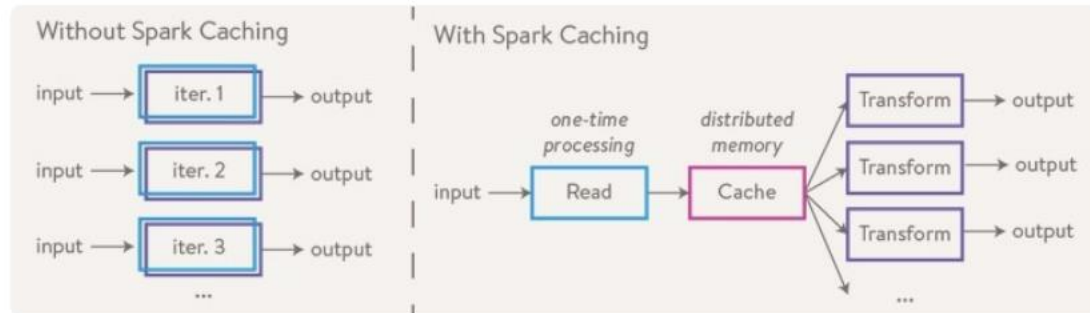 Without Spark Caching
input
iter. 1
output
input
iter. 2
output
input
iter. 3
output
...
With Spark Caching
one-time
processing
distributed
memory
input
Read
Cache
Transform
output
Transform
output
Transform
output
...